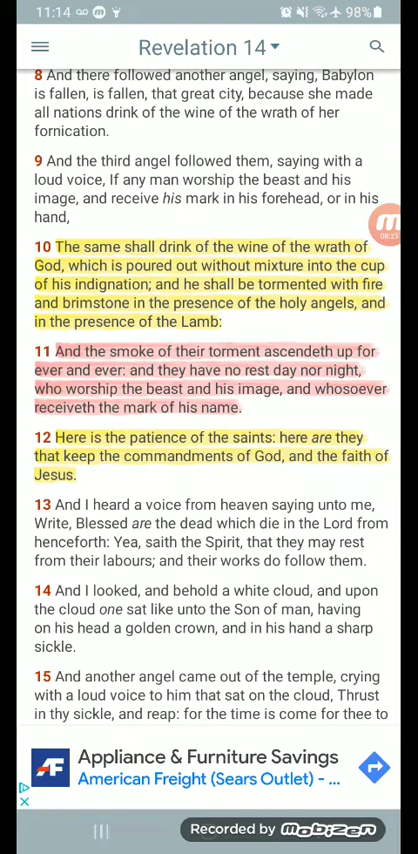 11:14
98%
Revelation 14
8 And there followed another angel, saying, Babylon
is fallen, is fallen, that great city, because she made
all nations drink of the wine of the wrath of her
fornication.
9 And the third angel followed them, saying with a
loud voice, If any man worship the beast and his
image, and receive his mark in his forehead, or in his
hand,
m
08:21
10 The same shall drink of the wine of the wrath of
God, which is poured out without mixture into the cup
of his indignation; and he shall be tormented with fire
and brimstone in the presence of the holy angels, and
in the presence of the Lamb:
11 And the smoke of their torment ascendeth up for
ever and ever: and they have no rest day nor night,
who worship the beast and his image, and whosoever
receiveth the mark of his name.
12 Here is the patience of the saints: here are they
that keep the commandments of God, and the faith of
Jesus.
13 And I heard a voice from heaven saying unto me,
Write, Blessed are the dead which die in the Lord from
henceforth: Yea, saith the Spirit, that they may rest
from their labours; and their works do follow them.
14 And I looked, and behold a white cloud, and upon
the cloud one sat like unto the Son of man, having
on his head a golden crown, and in his hand a sharp
sickle.
15 And another angel came out of the temple, crying
with a loud voice to him that sat on the cloud, Thrust
in thy sickle, and reap: for the time is come for thee to
AF
Appliance & Furniture Savings
American Freight (Sears Outlet) - ...
Recorded by mobizen